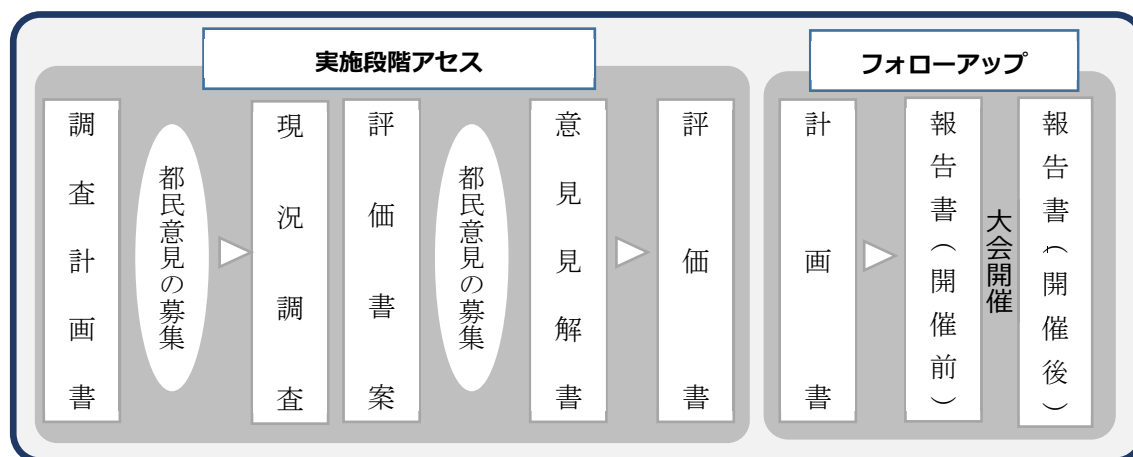 実施段階アセス
調査計画書
都民意見の募集
現況調査
評価書案
都民意見の募集
意見見解書
評価書
フォローアップ
計画書
報告書（開催前）
大会開催
報告書（開催後）